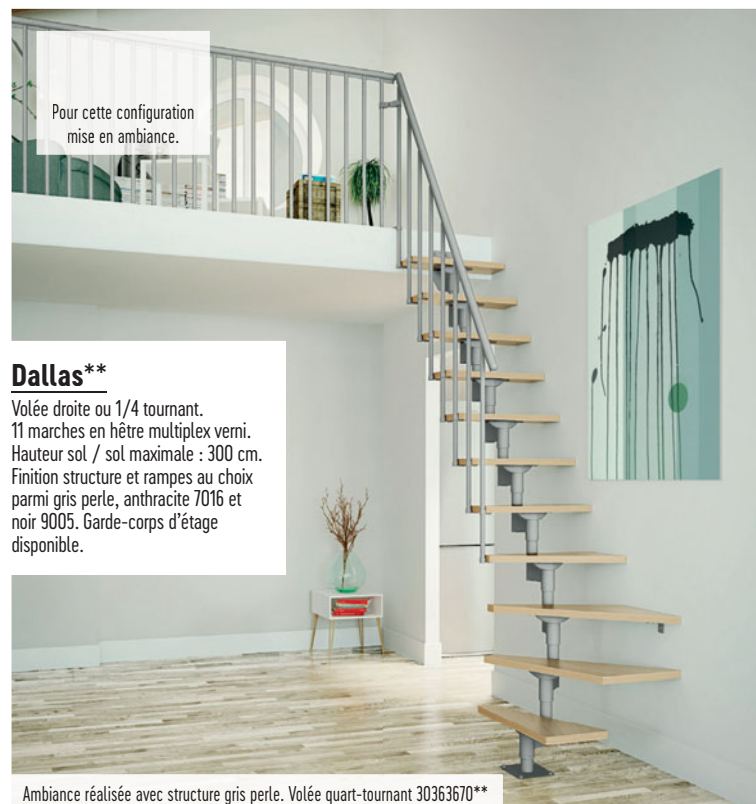 Pour cette configuration
mise en ambiance.
Dallas**
Volée droite ou 1/4 tournant.
11 marches en hêtre multiplex verni.
Hauteur sol / sol maximale : 300 cm.
Finition structure et rampes au choix
parmi gris perle, anthracite 7016 et
noir 9005. Garde-corps d'étage
disponible.
Ambiance réalisée avec structure gris perle. Volée quart-tournant 30363670**